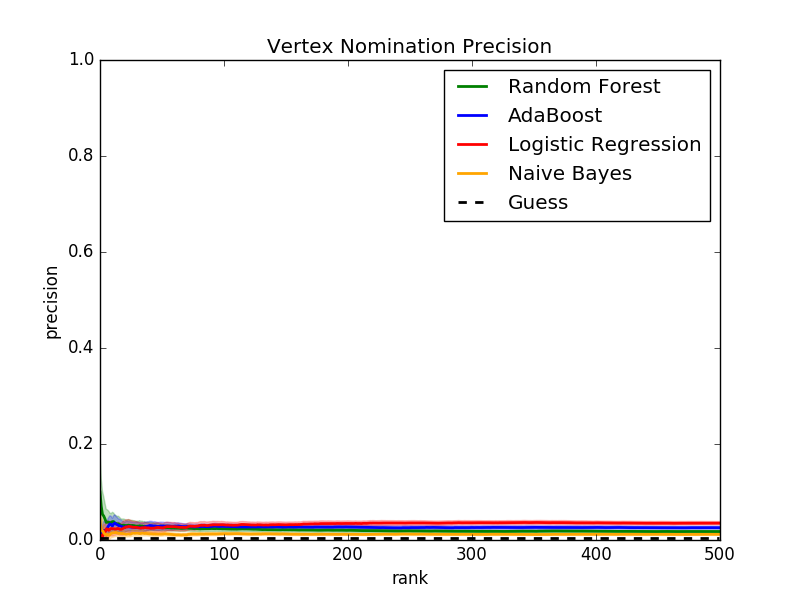 Vertex Nomination Precision
1.0
0.8
0.6
0.4
0.2
0.0
precision
Random Forest
AdaBoost
Logistic Regression
Naive Bayes
Guess
0 100 200 300 400 500
rank